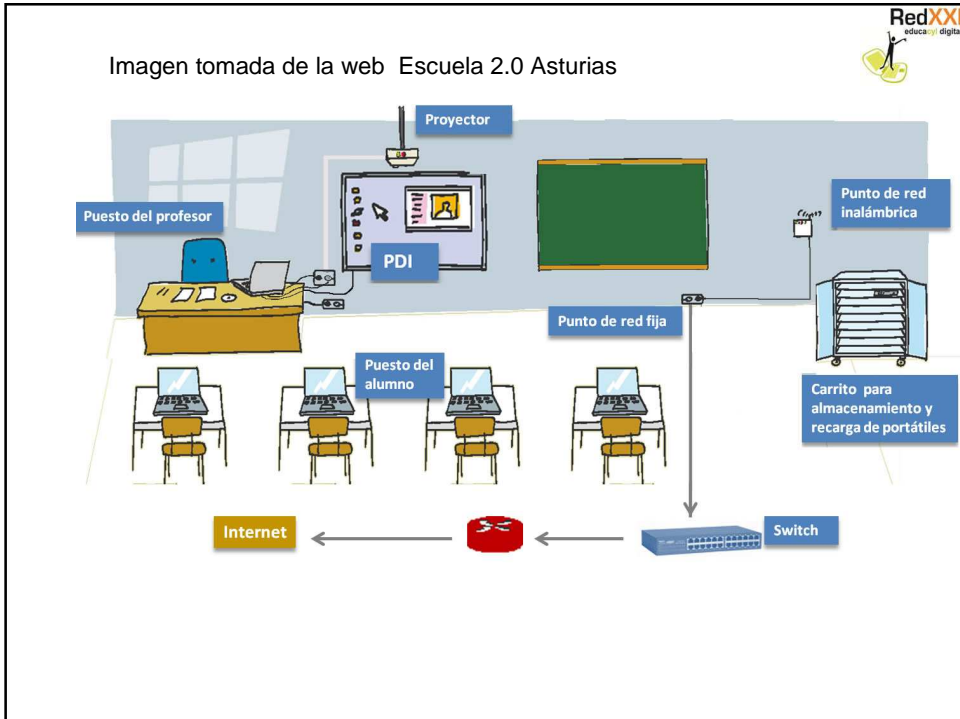 RedXXI
educacyl digital
Imagen tomada de la web Escuela 2.0 Asturias
Proyector
Puesto del profesor
PDI
Punto de red
inalámbrica
Punto de red fija
Puesto del
alumno
Carrito para
almacenamiento y
recarga de portátiles
Internet
Switch